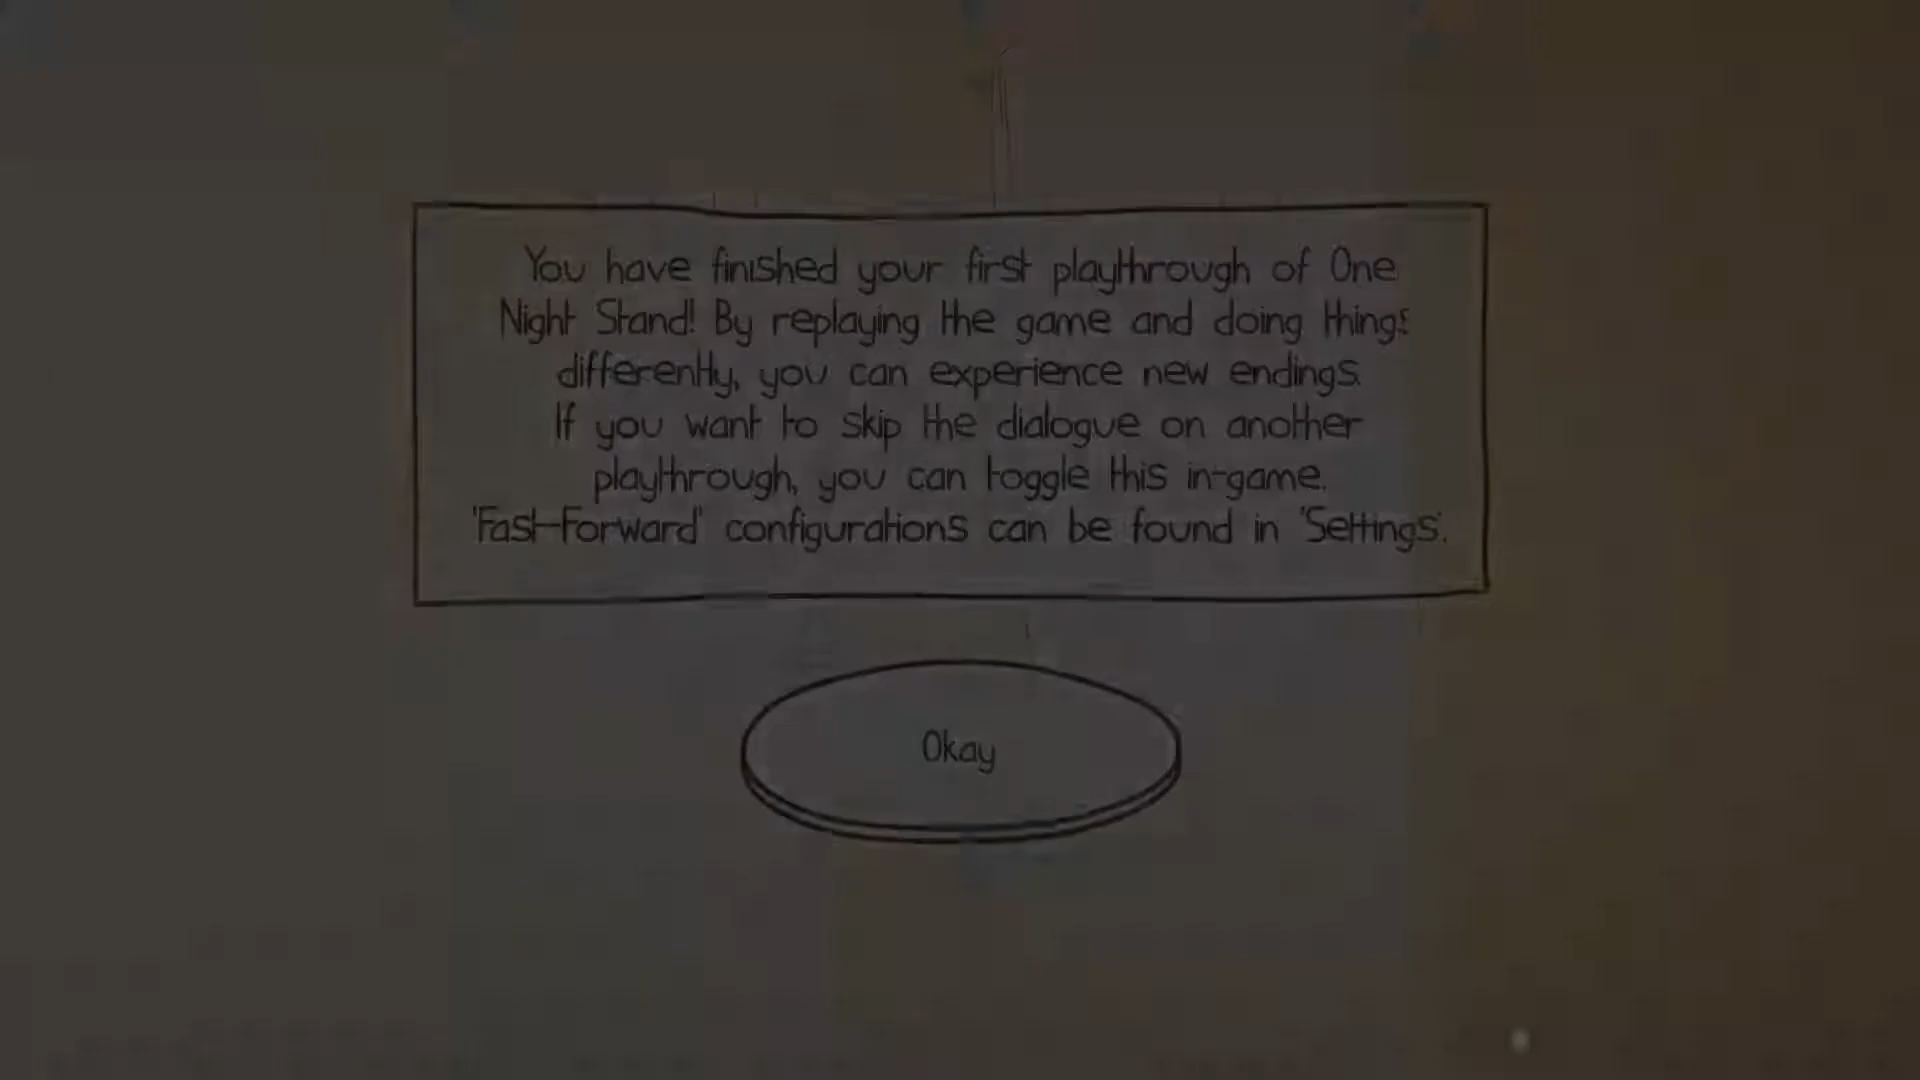 You have finished your first playthrough of One
Night Stand! By replaying the game and doing things
differently, you can experience new endings.
If you want to skip the dialogue on another
playthrough, you can toggle this in-game.
'Fast-Forward' configurations can be found in 'Settings'.
Okay